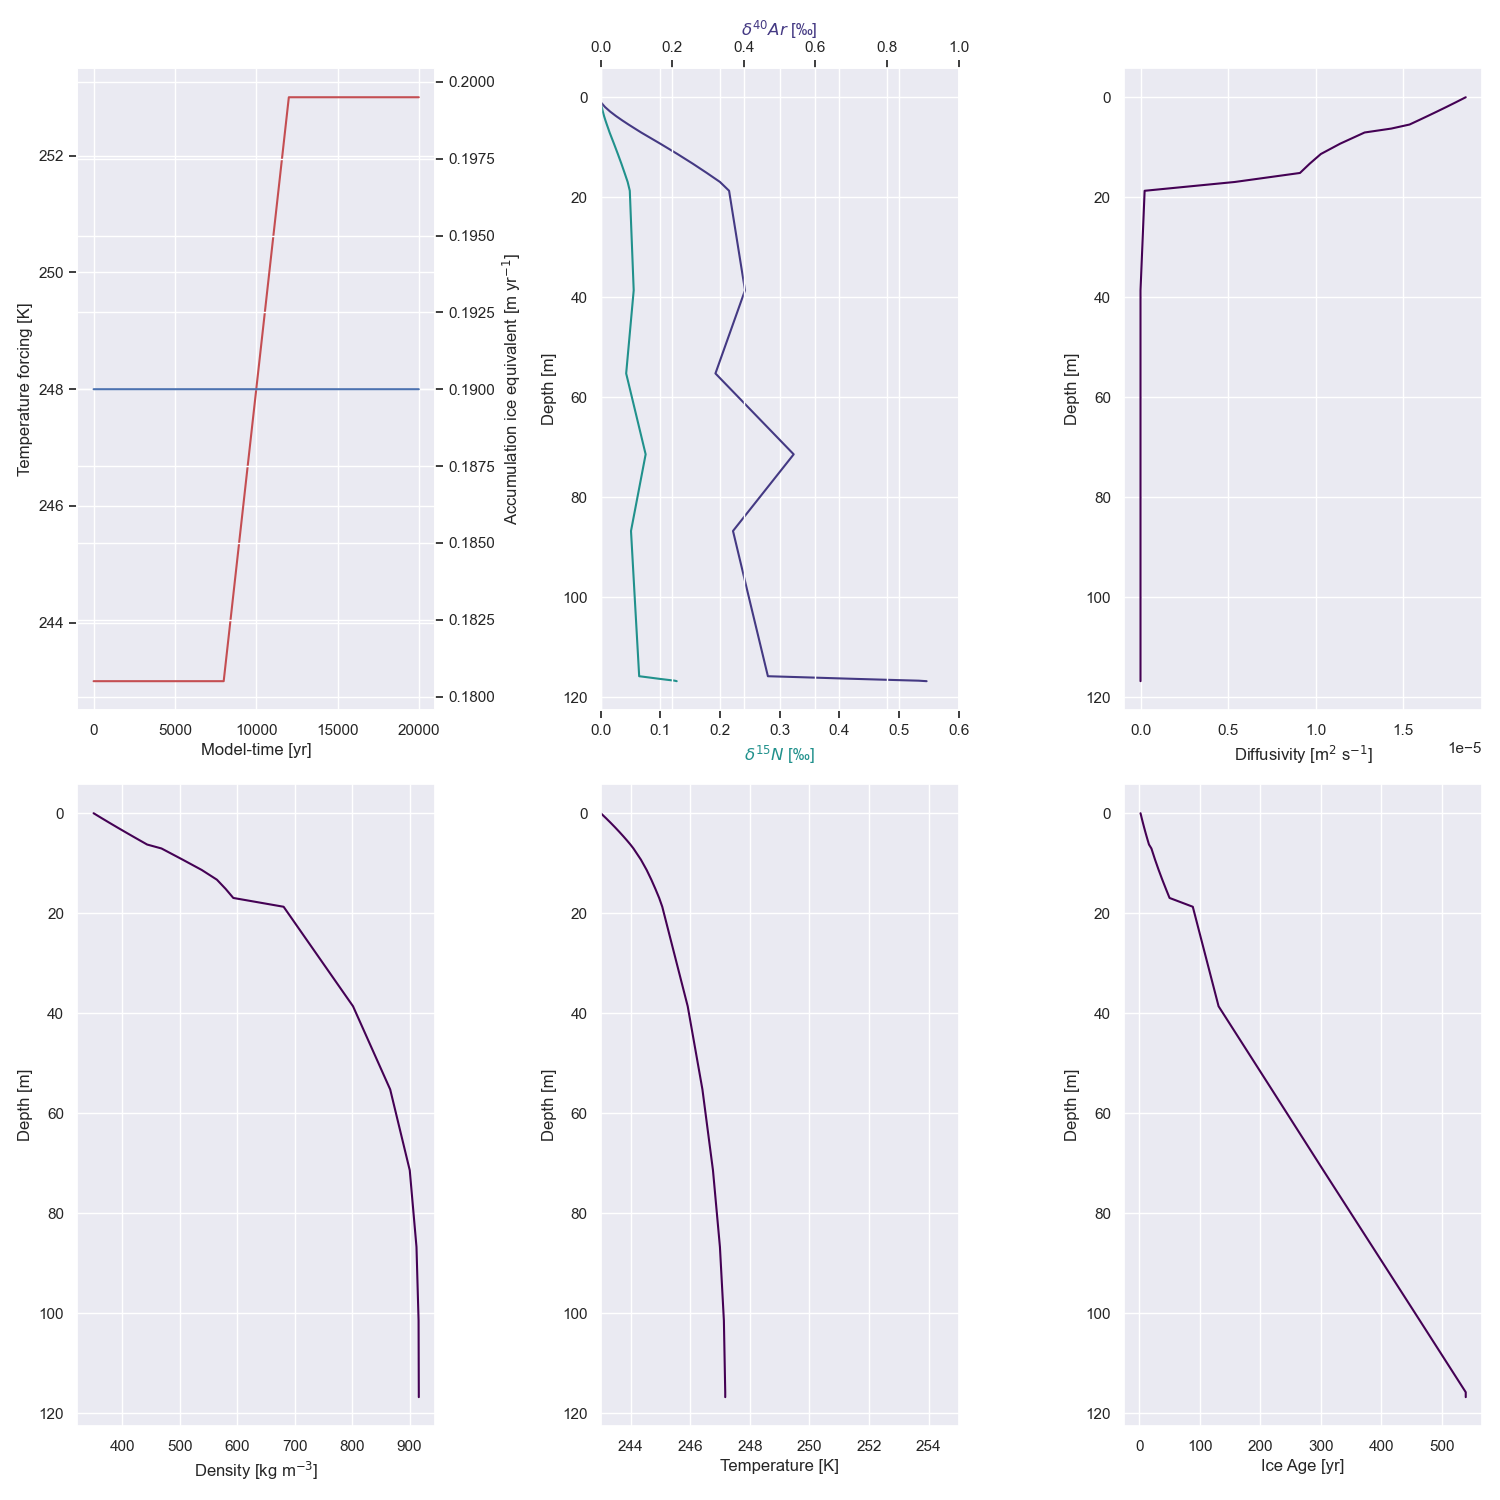 Temperature forcing [K]
252
250
248
246
244
0 5000 10000 15000 20000
Model-time [yr]
0.2000
0.1975
0.1950
0.1925
0.1900
0.1875
0.1850
0.1825
0.1800
Accumulation ice equivalent [m yr⁻¹]
δ⁴⁰Ar [‰]
0.0 0.2 0.4 0.6 0.8 1.0
Depth [m]
0
20
40
60
80
100
120
0.0 0.1 0.2 0.3 0.4 0.5 0.6
δ¹⁵N [‰]
Depth [m]
0
20
40
60
80
100
120
0.0 0.5 1.0 1.5
1e−5
Diffusivity [m² s⁻¹]
Depth [m]
0
20
40
60
80
100
120
400 500 600 700 800 900
Density [kg m⁻³]
Depth [m]
0
20
40
60
80
100
120
244 246 248 250 252 254
Temperature [K]
Depth [m]
0
20
40
60
80
100
120
0 100 200 300 400 500
Ice Age [yr]